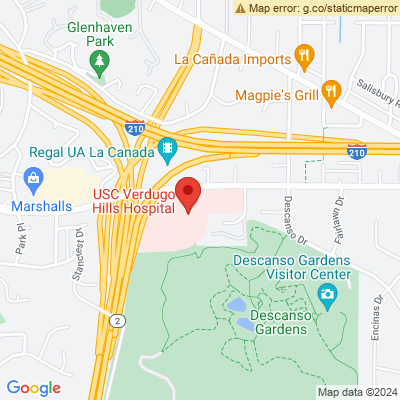 Map error: g.co/staticmaperror
Glenhaven
Park
La Cañada Imports
Salisbury R
Magpie's Grill
210
Regal UA La Canada
210
Marshalls
USC Verdugo
Hills Hospital
Park Pl
Stancrest Dr
Descanso Dr
Fairlawn Dr
Descanso Gardens
Visitor Center
Descanso
Gardens
Encinas Dr
2
Google
Map data ©2024